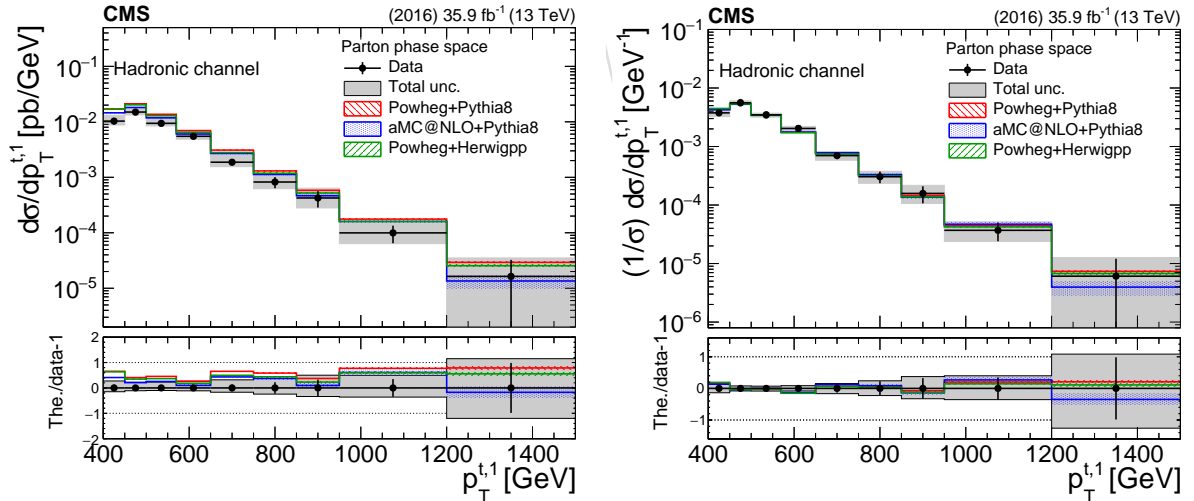 CMS
(2016) 35.9 fb⁻¹ (13 TeV)
dσ/dp_T^{t,1} [pb/GeV]
10⁻¹
10⁻²
10⁻³
10⁻⁴
10⁻⁵
Hadronic channel
Parton phase space
Data
Total unc.
Powheg+Pythia8
aMC@NLO+Pythia8
Powheg+Herwigpp
The./data-1
2
1
0
−1
−2
400 600 800 1000 1200 1400
p_T^{t,1} [GeV]
CMS
(2016) 35.9 fb⁻¹ (13 TeV)
(1/σ) dσ/dp_T^{t,1} [GeV⁻¹]
10⁻¹
10⁻²
10⁻³
10⁻⁴
10⁻⁵
10⁻⁶
Hadronic channel
Parton phase space
Data
Total unc.
Powheg+Pythia8
aMC@NLO+Pythia8
Powheg+Herwigpp
The./data-1
1
0
−1
400 600 800 1000 1200 1400
p_T^{t,1} [GeV]